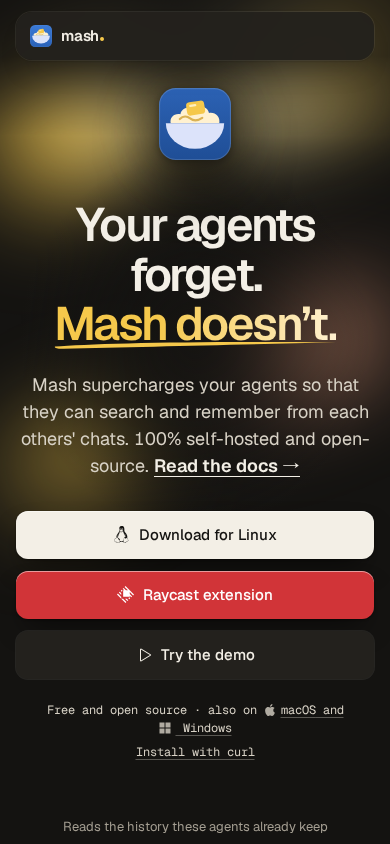 mash.
Your agents
forget.
Mash doesn't.
Mash supercharges your agents so that
they can search and remember from each
others' chats. 100% self-hosted and open-
source. Read the docs →
Download for Linux
Raycast extension
Try the demo
Free and open source · also on macOS and
Windows
Install with curl
Reads the history these agents already keep